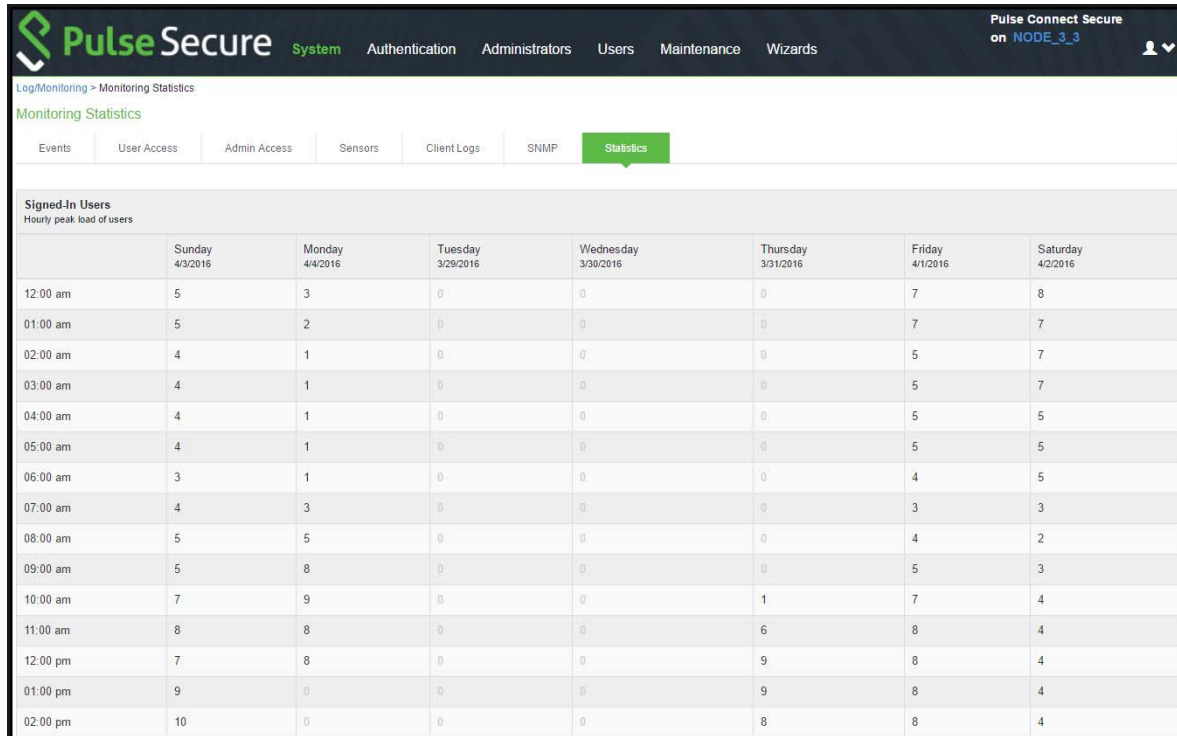 Pulse Secure System Authentication Administrators Users Maintenance Wizards
Pulse Connect Secure
on NODE_3_3
Log/Monitoring > Monitoring Statistics
Monitoring Statistics
Events User Access Admin Access Sensors Client Logs SNMP Statistics
Signed-In Users
Hourly peak load of users
Sunday Monday Tuesday Wednesday Thursday Friday Saturday
4/3/2016 4/4/2016 3/29/2016 3/30/2016 3/31/2016 4/1/2016 4/2/2016
12:00 am 5 3 0 0 0 7 8
01:00 am 5 2 0 0 0 7 7
02:00 am 4 1 0 0 0 5 7
03:00 am 4 1 0 0 0 5 7
04:00 am 4 1 0 0 0 5 5
05:00 am 4 1 0 0 0 5 5
06:00 am 3 1 0 0 0 4 5
07:00 am 4 3 0 0 0 3 3
08:00 am 5 5 0 0 0 4 2
09:00 am 5 8 0 0 0 5 3
10:00 am 7 9 0 0 1 7 4
11:00 am 8 8 0 0 6 8 4
12:00 pm 7 8 0 0 9 8 4
01:00 pm 9 0 0 0 9 8 4
02:00 pm 10 0 0 0 8 8 4